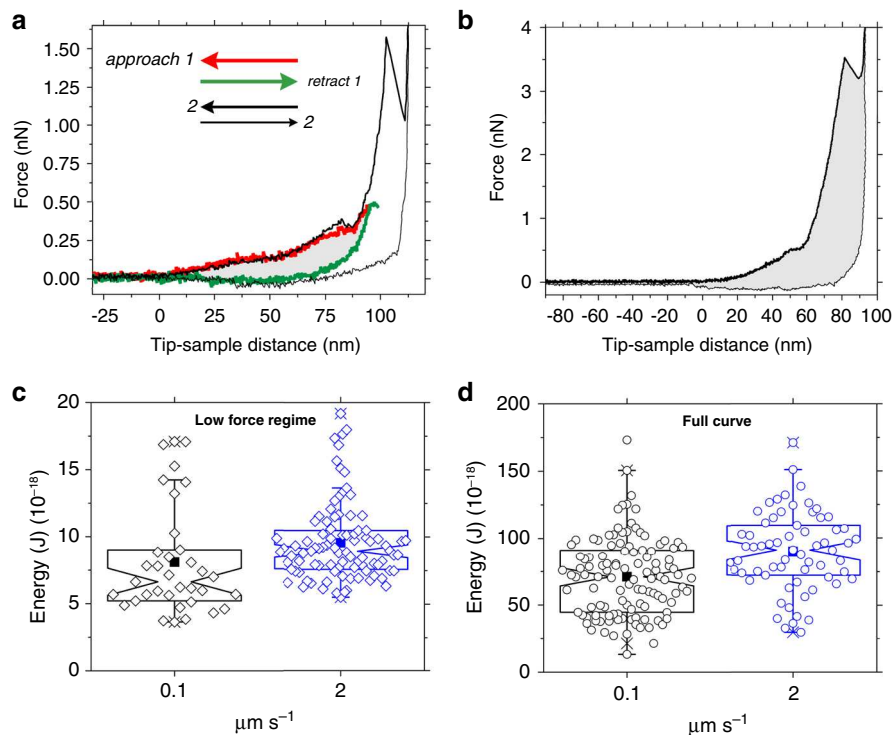 a
1.50
1.25
1.00
0.75
0.50
0.25
0.00
Force (nN)
approach 1
retract 1
2
2
-25 0 25 50 75 100
Tip-sample distance (nm)
b
4
3
2
1
0
Force (nN)
-80 -60 -40 -20 0 20 40 60 80 100
Tip-sample distance (nm)
c
20
15
10
5
0
Energy (J) (10⁻¹⁸)
Low force regime
0.1 2
μm s⁻¹
d
200
150
100
50
0
Energy (J) (10⁻¹⁸)
Full curve
0.1 2
μm s⁻¹